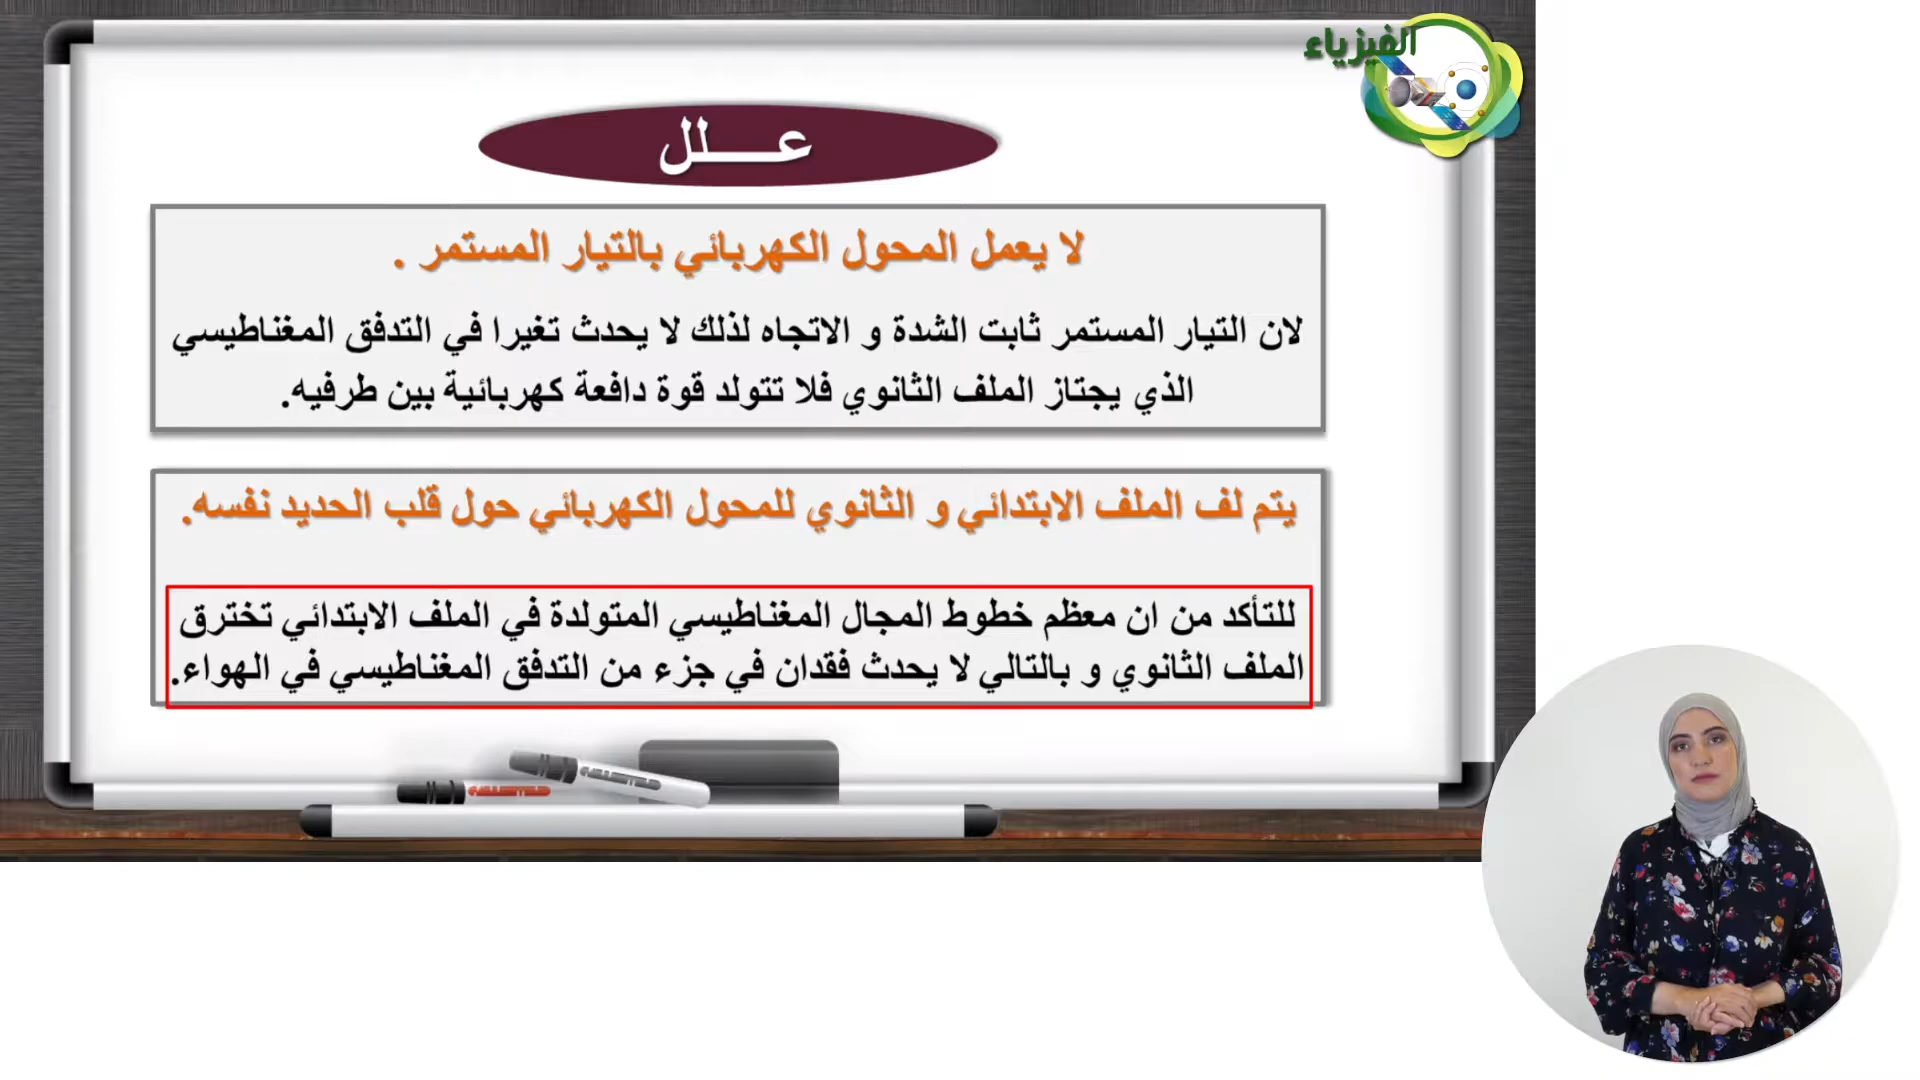 الفيزياء
عـــلل
لا يعمل المحول الكهربائي بالتيار المستمر .
لان التيار المستمر ثابت الشدة و الاتجاه لذلك لا يحدث تغيرا في التدفق المغناطيسي
الذي يجتاز الملف الثانوي فلا تتولد قوة دافعة كهربائية بين طرفيه.
يتم لف الملف الابتدائي و الثانوي للمحول الكهربائي حول قلب الحديد نفسه.
للتأكد من ان معظم خطوط المجال المغناطيسي المتولدة في الملف الابتدائي تخترق
الملف الثانوي و بالتالي لا يحدث فقدان في جزء من التدفق المغناطيسي في الهواء.